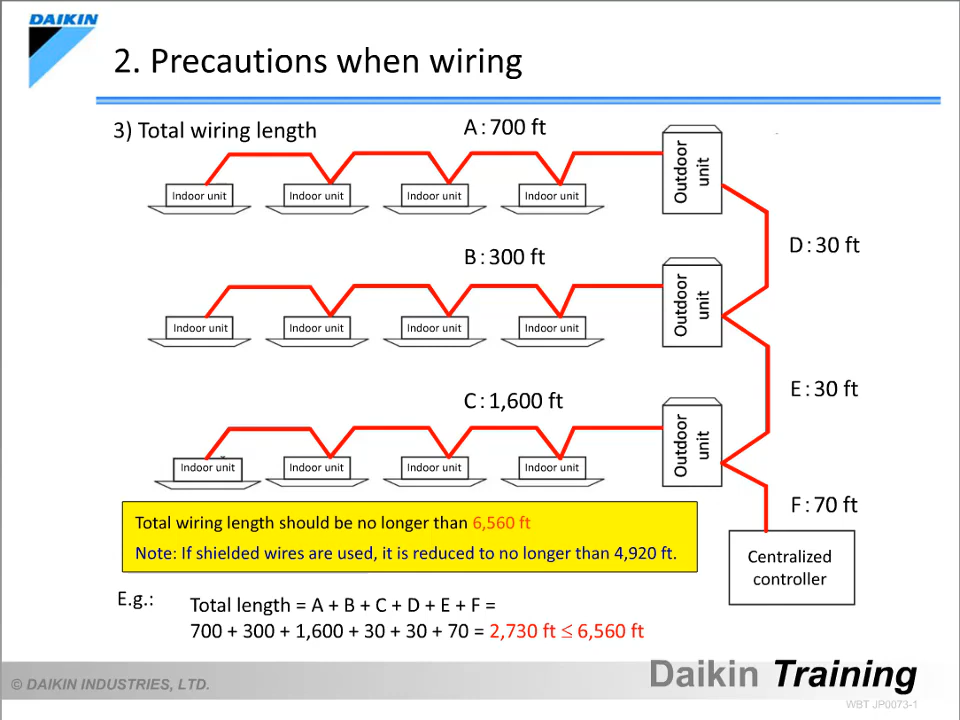 DAIKIN
2. Precautions when wiring
3) Total wiring length
A : 700 ft
Indoor unit
Indoor unit
Indoor unit
Indoor unit
Outdoor unit
D : 30 ft
B : 300 ft
Indoor unit
Indoor unit
Indoor unit
Indoor unit
Outdoor unit
E : 30 ft
C : 1,600 ft
Indoor unit
Indoor unit
Indoor unit
Indoor unit
Outdoor unit
F : 70 ft
Centralized
controller
Total wiring length should be no longer than 6,560 ft
Note: If shielded wires are used, it is reduced to no longer than 4,920 ft.
E.g.: Total length = A + B + C + D + E + F =
700 + 300 + 1,600 + 30 + 30 + 70 = 2,730 ft ≤ 6,560 ft
© DAIKIN INDUSTRIES, LTD.
Daikin Training
WBT JP0073-1